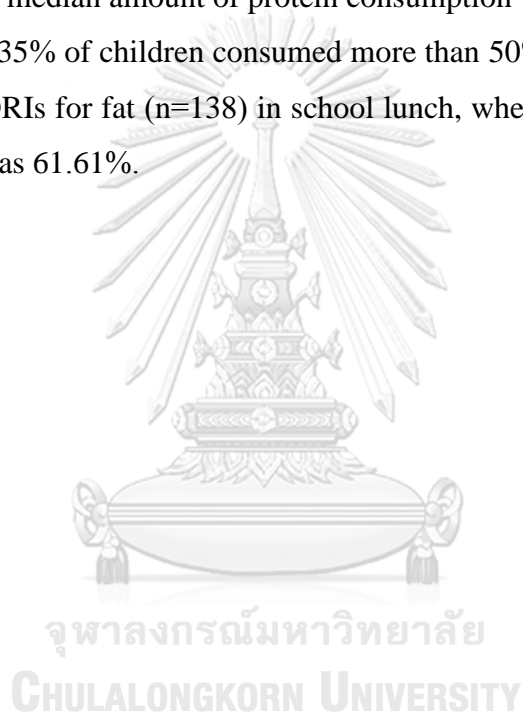 median amount of protein consumption
35% of children consumed more than 50%
DRIs for fat (n=138) in school lunch, whe
as 61.61%.
จุฬาลงกรณ์มหาวิทยาลัย
CHULALONGKORN UNIVERSITY